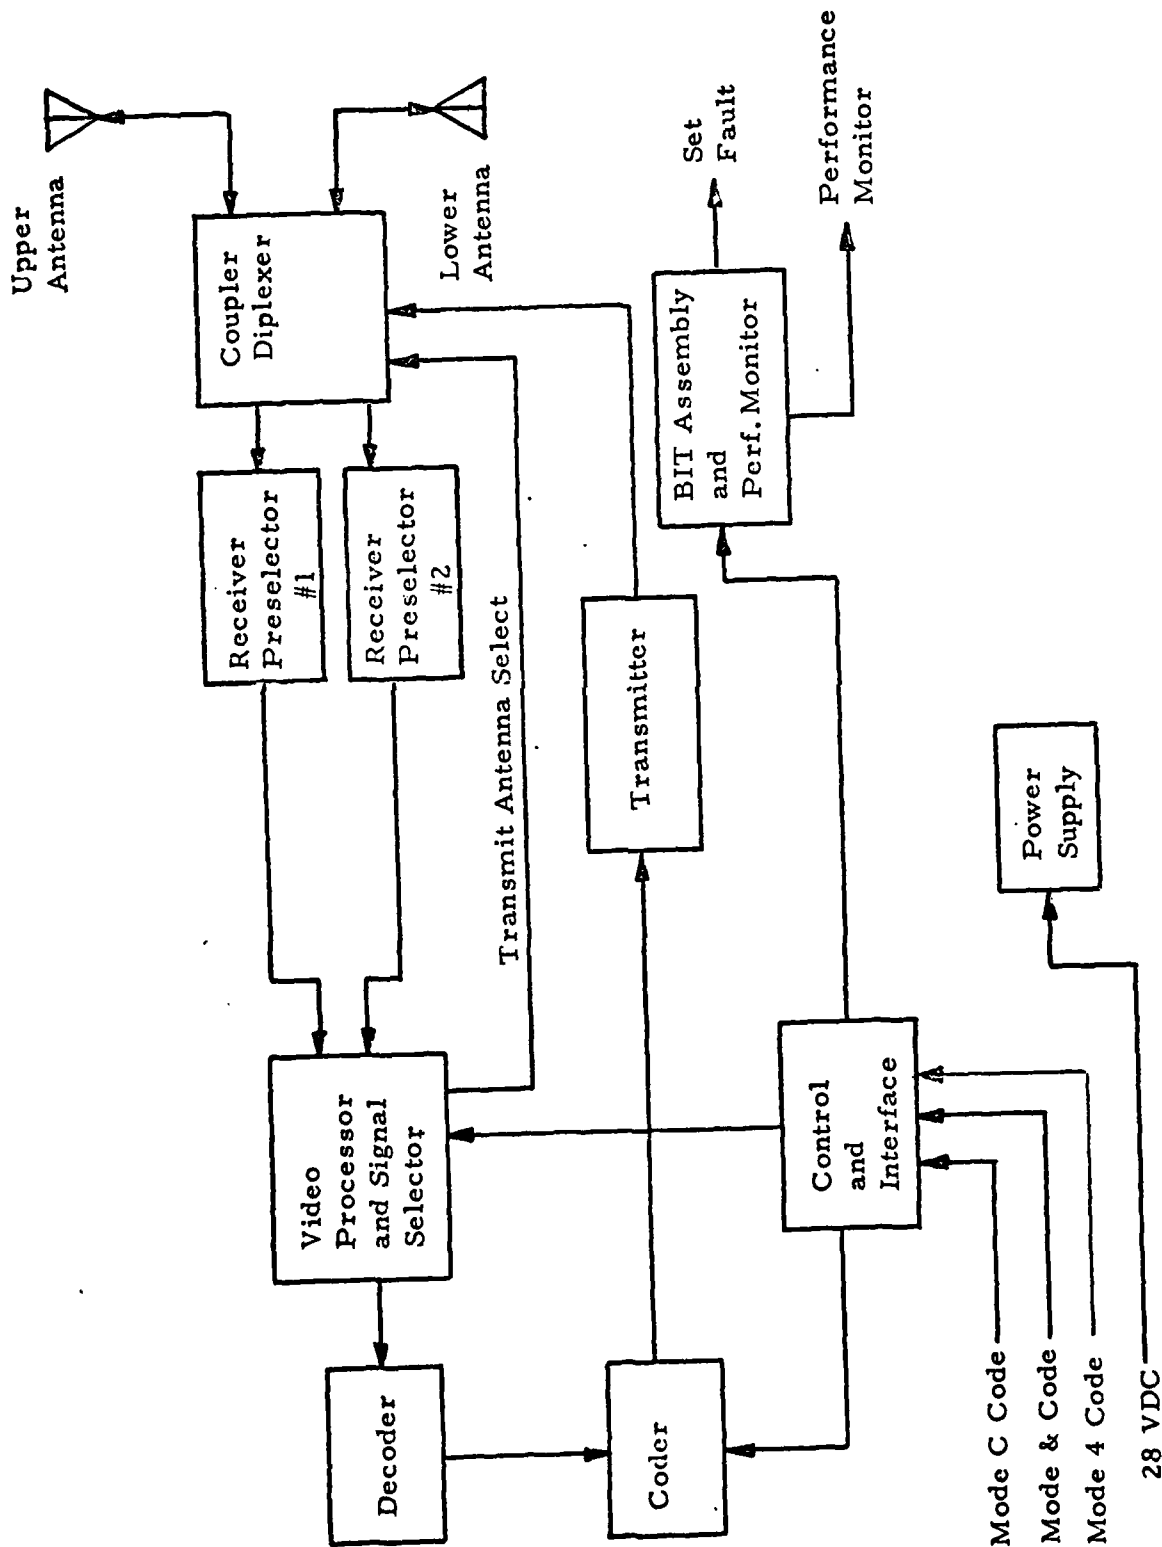 Upper
Antenna
Coupler
Diplexer
Lower
Antenna
Receiver
Preselector
#1
Receiver
Preselector
#2
Transmit Antenna Select
Video
Processor
and Signal
Selector
Decoder
Coder
Transmitter
Control
and
Interface
BIT Assembly
and
Perf. Monitor
Set
Fault
Performance
Monitor
Power
Supply
Mode C Code
Mode & Code
Mode 4 Code
28 VDC